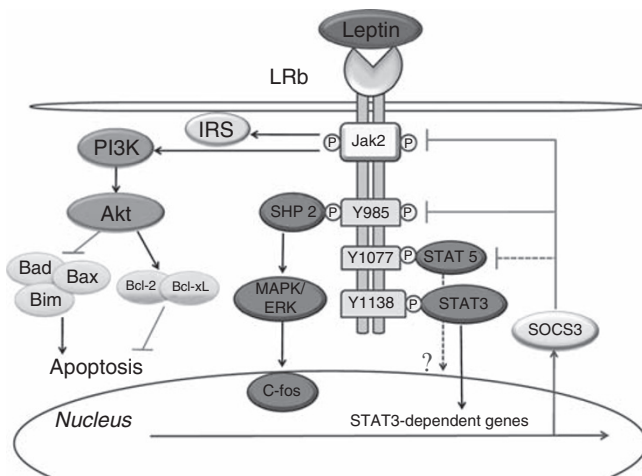 Leptin
LRb
IRS
P
Jak2
P
PI3K
Akt
SHP 2
P
Y985
P
Y1077
P
STAT 5
Bad
Bax
Bim
Bcl-2
Bcl-xL
MAPK/
ERK
Y1138
P
STAT3
SOCS3
Apoptosis
?
C-fos
Nucleus
STAT3-dependent genes